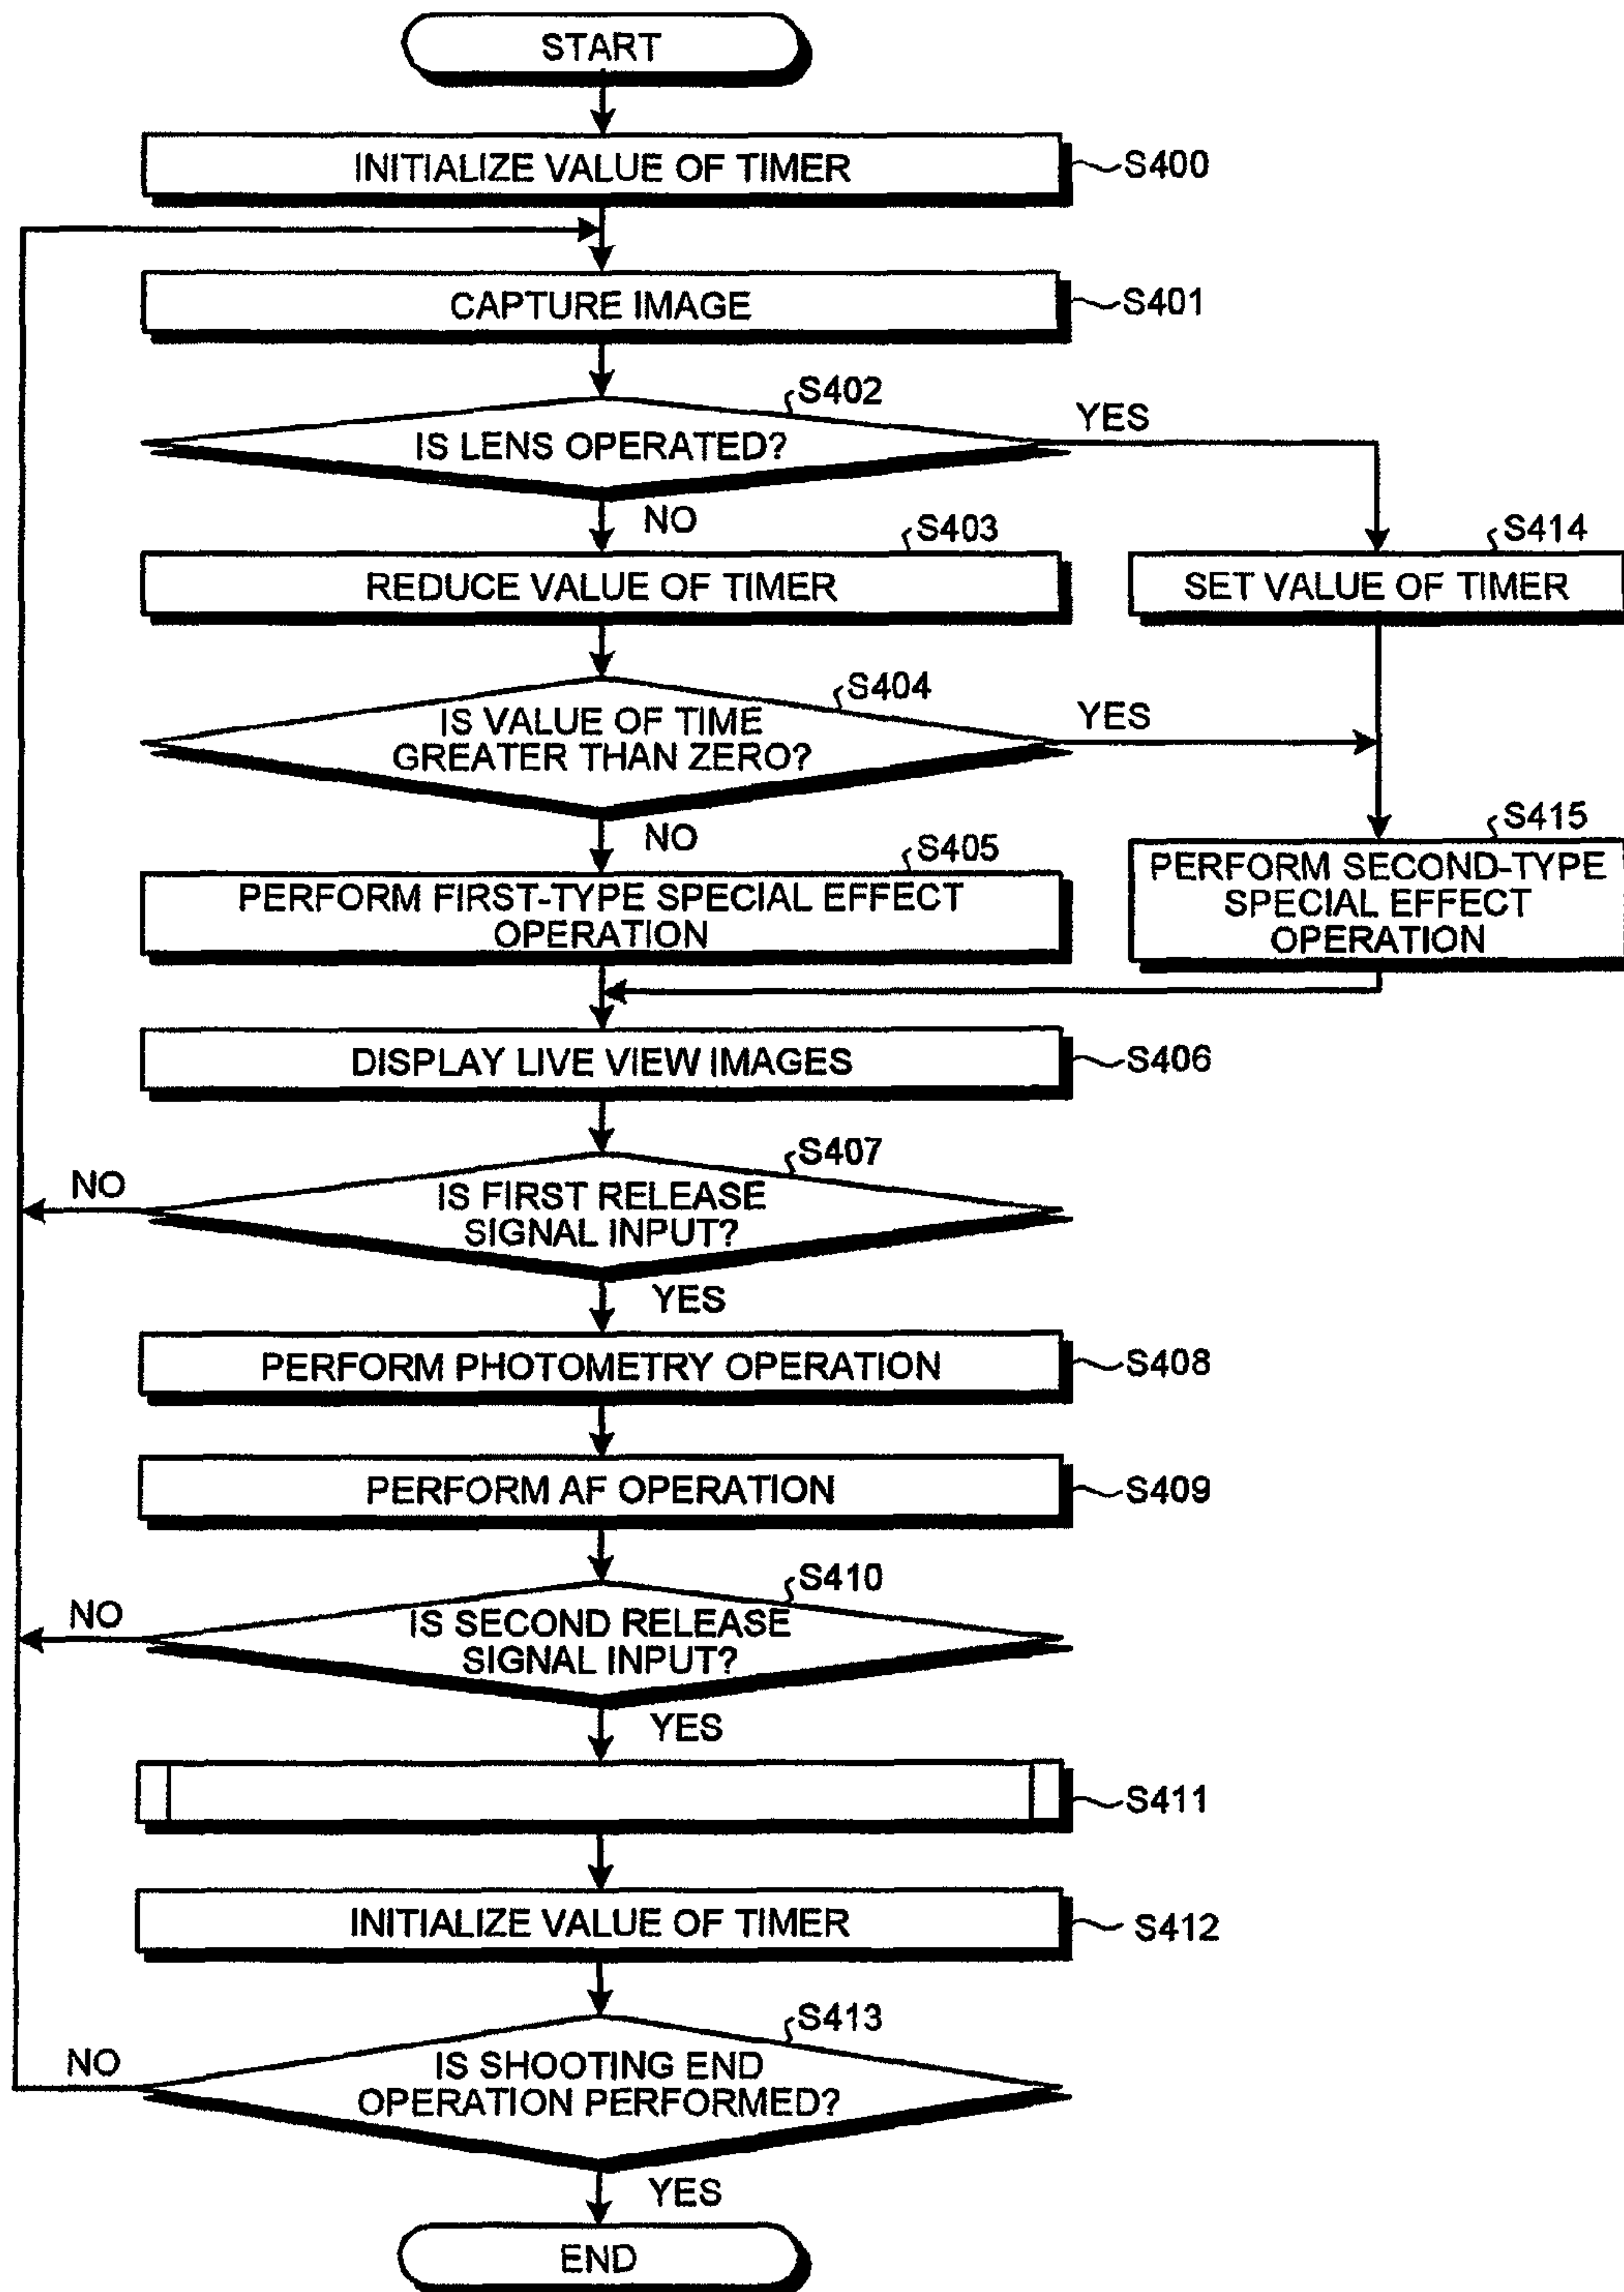 START
INITIALIZE VALUE OF TIMER
S400
CAPTURE IMAGE
S401
S402
IS LENS OPERATED?
YES
NO
S403
REDUCE VALUE OF TIMER
S414
SET VALUE OF TIMER
S404
IS VALUE OF TIME
GREATER THAN ZERO?
YES
NO
S405
PERFORM FIRST-TYPE SPECIAL EFFECT
OPERATION
S415
PERFORM SECOND-TYPE
SPECIAL EFFECT
OPERATION
DISPLAY LIVE VIEW IMAGES
S406
S407
IS FIRST RELEASE
SIGNAL INPUT?
NO
YES
PERFORM PHOTOMETRY OPERATION
S408
PERFORM AF OPERATION
S409
S410
IS SECOND RELEASE
SIGNAL INPUT?
NO
YES
S411
INITIALIZE VALUE OF TIMER
S412
S413
IS SHOOTING END
OPERATION PERFORMED?
NO
YES
END